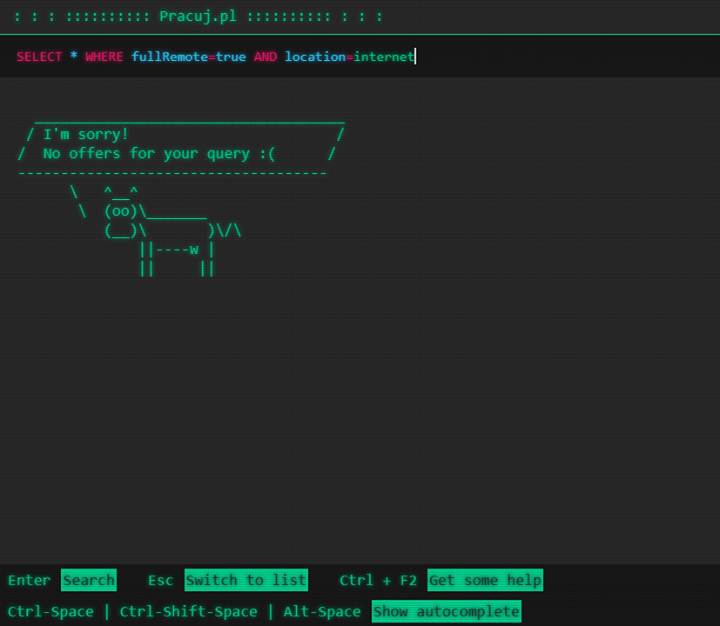 : : : :::::::::: Pracuj.pl :::::::::: : : :
SELECT * WHERE fullRemote=true AND location=internet
____________________________________
/ I'm sorry!                        /
/  No offers for your query :(      /
------------------------------------
\   ^__^
\  (oo)\_______
(__)\       )\/\
||----w |
||     ||
Enter Search Esc Switch to list Ctrl + F2 Get some help
Ctrl-Space | Ctrl-Shift-Space | Alt-Space Show autocomplete